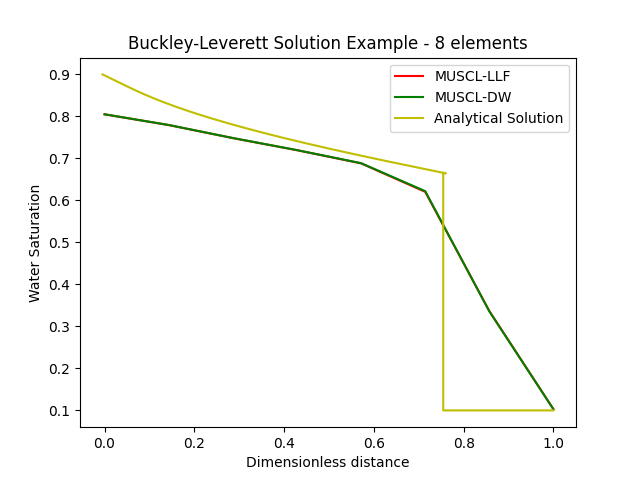 Buckley-Leverett Solution Example - 8 elements
MUSCL-LLF
MUSCL-DW
Analytical Solution
0.9
0.8
0.7
0.6
0.5
0.4
0.3
0.2
0.1
Water Saturation
0.0 0.2 0.4 0.6 0.8 1.0
Dimensionless distance